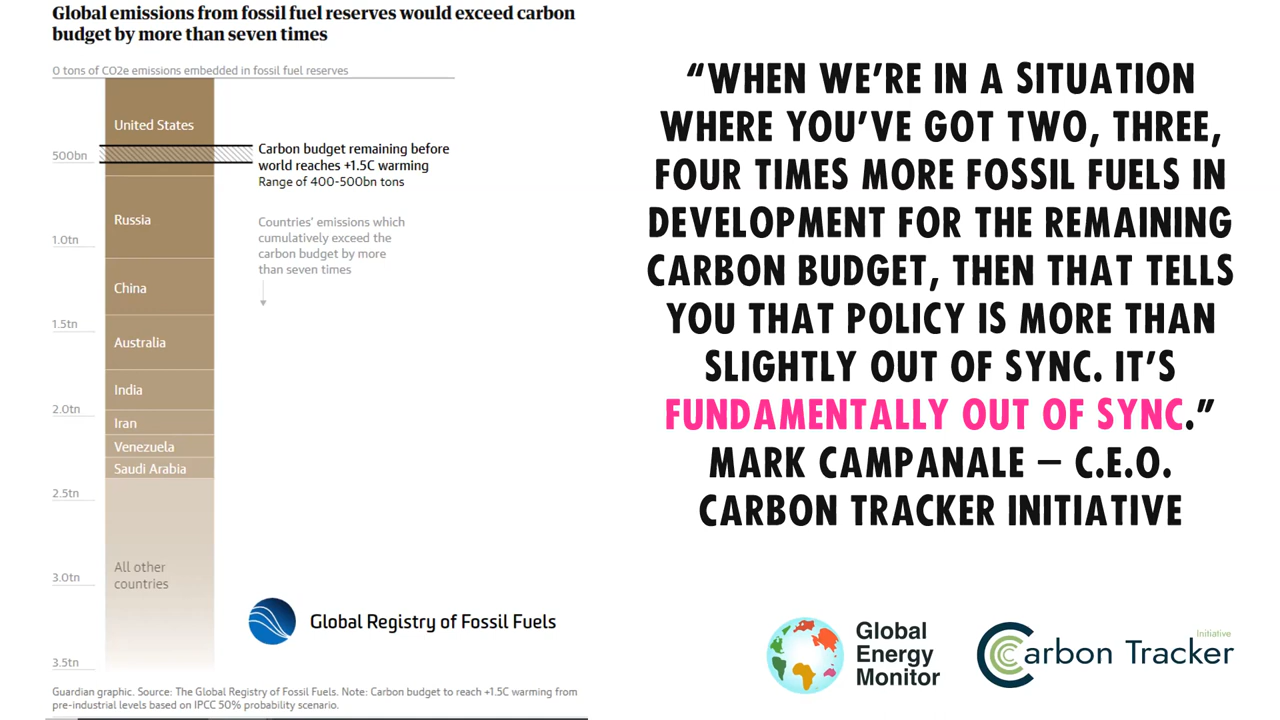 Global emissions from fossil fuel reserves would exceed carbon
budget by more than seven times
0 tons of CO2e emissions embedded in fossil fuel reserves
United States
500bn
Carbon budget remaining before
world reaches +1.5C warming
Range of 400-500bn tons
Russia
Countries' emissions which
cumulatively exceed the
carbon budget by more
than seven times
1.0tn
China
1.5tn
Australia
India
2.0tn
Iran
Venezuela
Saudi Arabia
2.5tn
All other
countries
3.0tn
3.5tn
Global Registry of Fossil Fuels
Guardian graphic. Source: The Global Registry of Fossil Fuels. Note: Carbon budget to reach +1.5C warming from
pre-industrial levels based on IPCC 50% probability scenario.
“WHEN WE’RE IN A SITUATION
WHERE YOU’VE GOT TWO, THREE,
FOUR TIMES MORE FOSSIL FUELS IN
DEVELOPMENT FOR THE REMAINING
CARBON BUDGET, THEN THAT TELLS
YOU THAT POLICY IS MORE THAN
SLIGHTLY OUT OF SYNC. IT’S
FUNDAMENTALLY OUT OF SYNC.”
MARK CAMPANALE – C.E.O.
CARBON TRACKER INITIATIVE
Global
Energy
Monitor
Initiative
Carbon Tracker